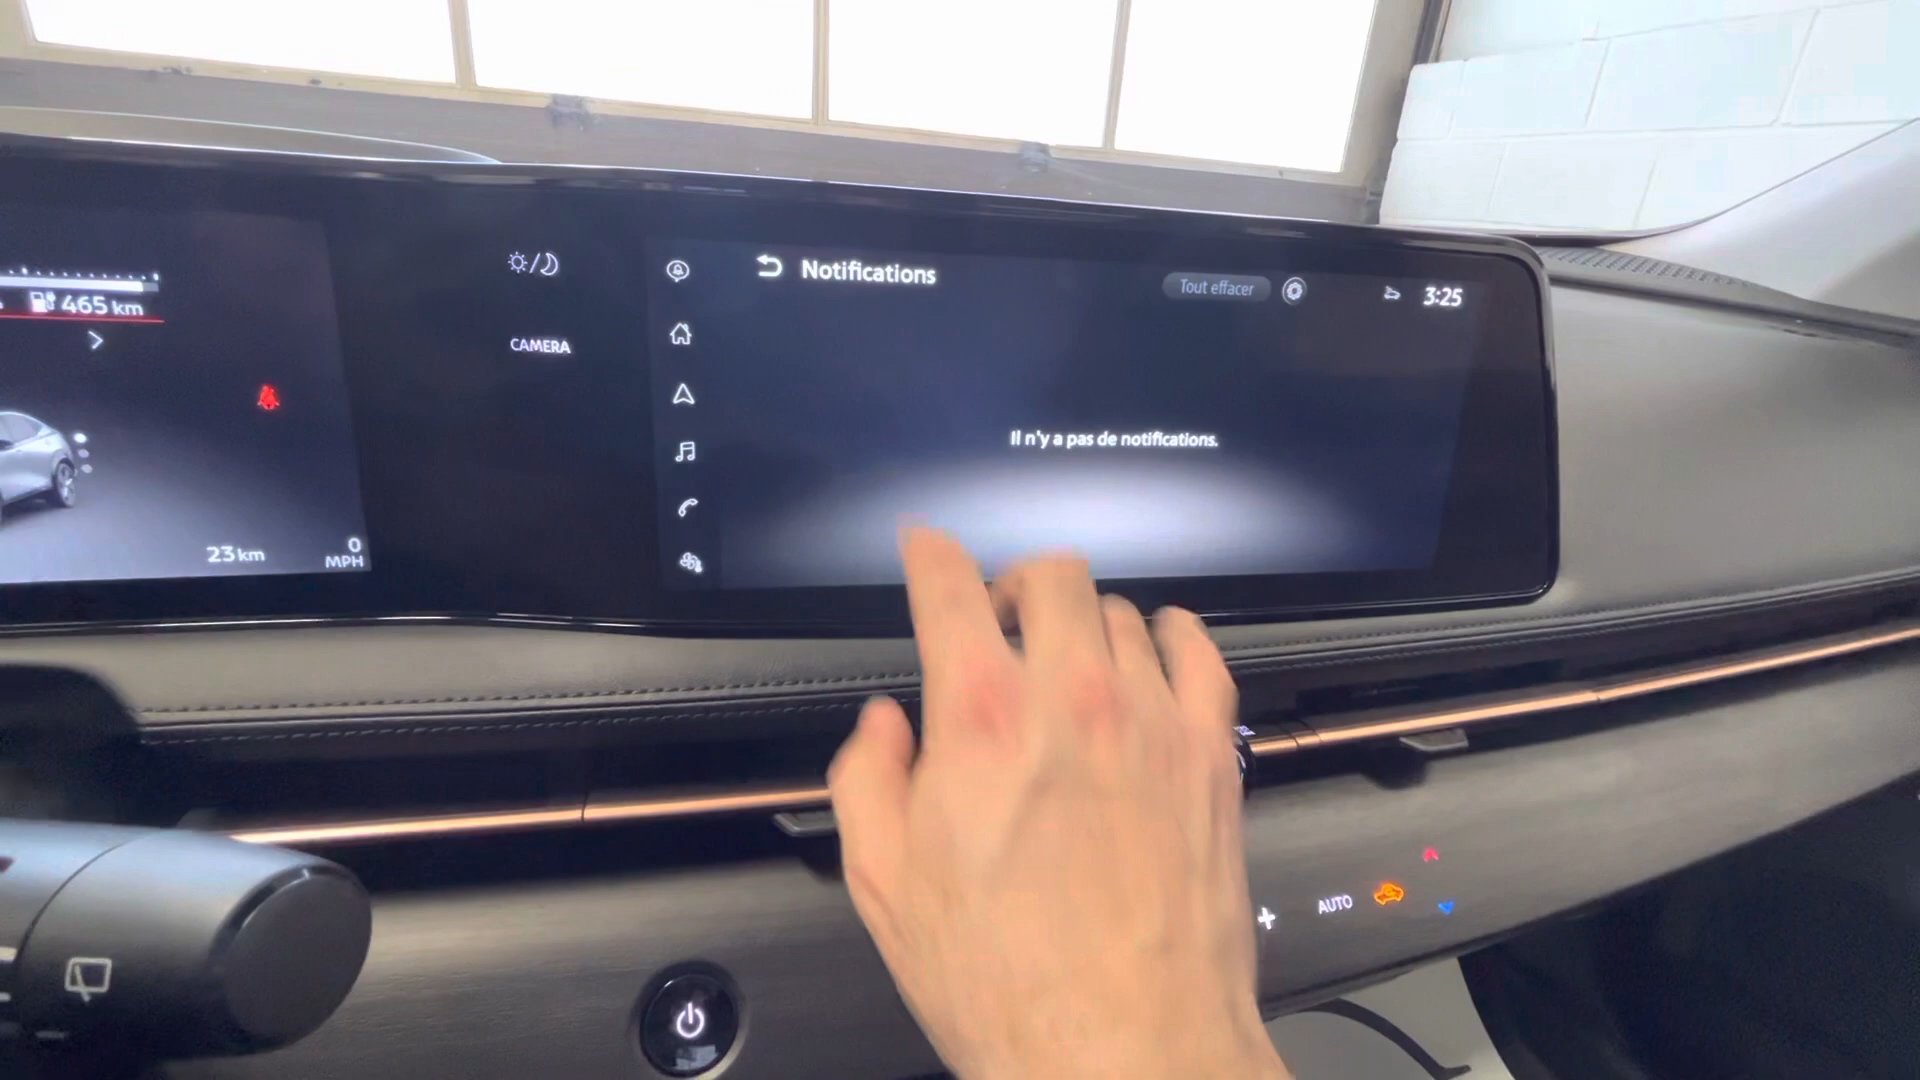 465 km
23 km
0
MPH
CAMERA
Notifications
Tout effacer
3:25
Il n'y a pas de notifications.
AUTO